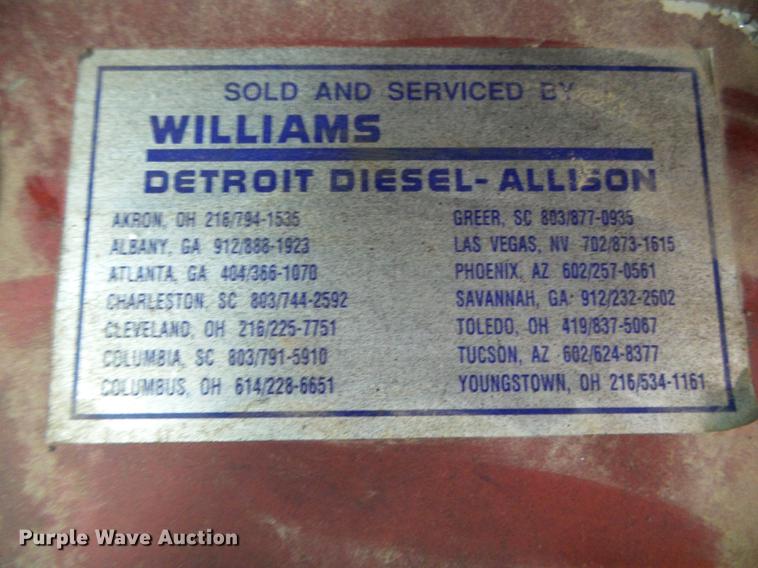 SOLD AND SERVICED BY
WILLIAMS
DETROIT DIESEL-ALLISON
AKRON, OH 216/794-1535
ALBANY, GA 912/888-1923
ATLANTA, GA 404/366-1070
CHARLESTON, SC 803/744-2592
CLEVELAND, OH 216/225-7751
COLUMBIA, SC 803/791-5910
COLUMBUS, OH 614/228-6651
GREER, SC 803/877-0935
LAS VEGAS, NV 702/873-1615
PHOENIX, AZ 602/257-0561
SAVANNAH, GA 912/232-2602
TOLEDO, OH 419/837-5067
TUCSON, AZ 602/624-8377
YOUNGSTOWN, OH 216/534-1161
Purple Wave Auction